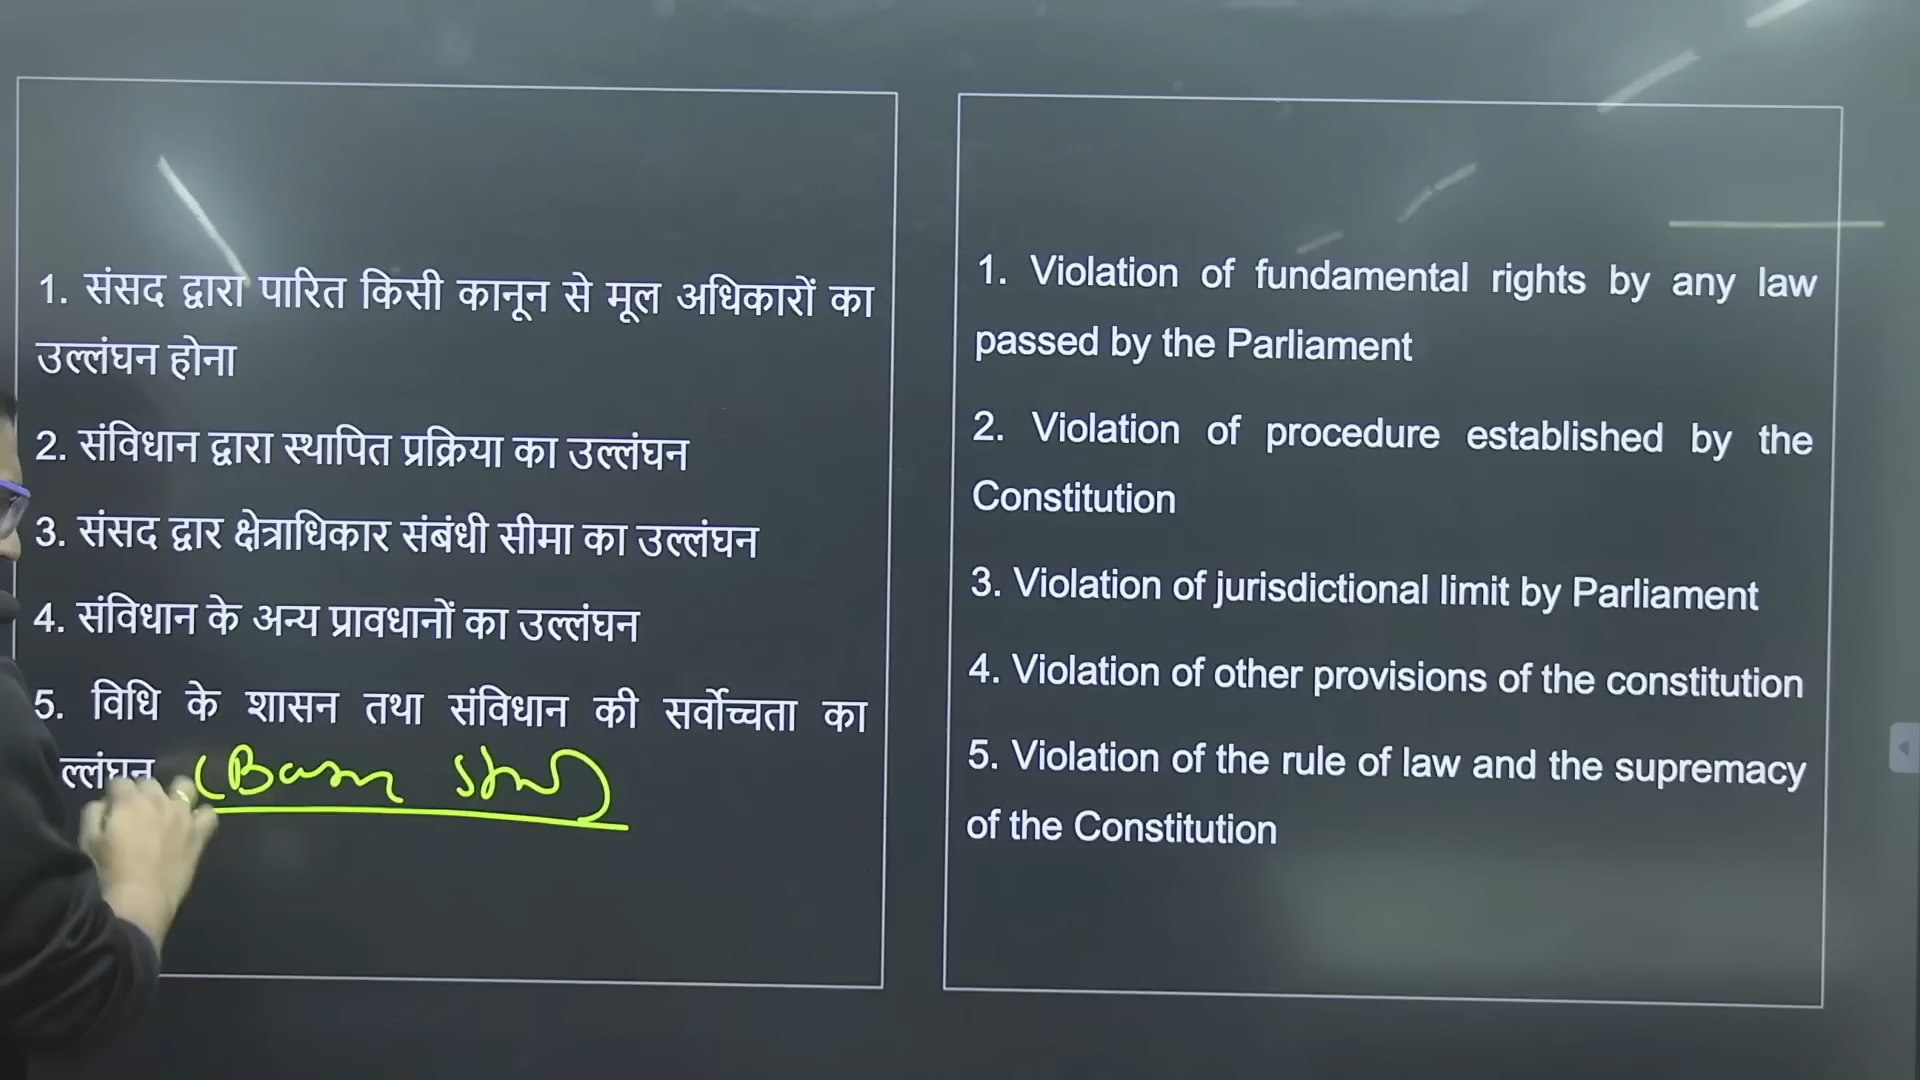 1. संसद द्वारा पारित किसी कानून से मूल अधिकारों का
उल्लंघन होना
2. संविधान द्वारा स्थापित प्रक्रिया का उल्लंघन
3. संसद द्वार क्षेत्राधिकार संबंधी सीमा का उल्लंघन
4. संविधान के अन्य प्रावधानों का उल्लंघन
5. विधि के शासन तथा संविधान की सर्वोच्चता का
ल्लंघन (Basic
1. Violation of fundamental rights by any law
passed by the Parliament
2. Violation of procedure established by the
Constitution
3. Violation of jurisdictional limit by Parliament
4. Violation of other provisions of the constitution
5. Violation of the rule of law and the supremacy
of the Constitution